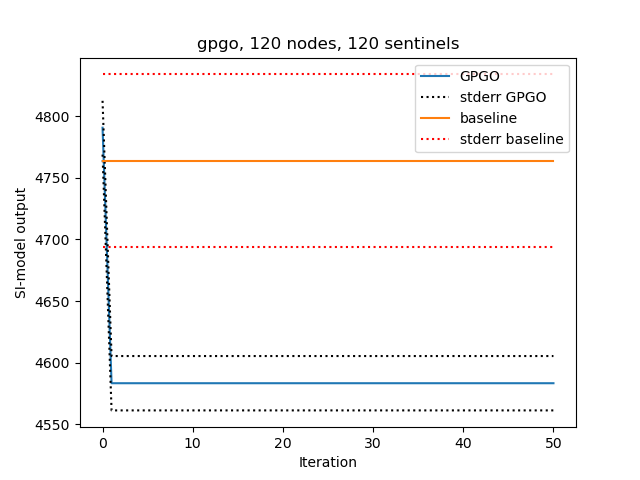 gpgo, 120 nodes, 120 sentinels
GPGO
stderr GPGO
baseline
stderr baseline
SI-model output
4800
4750
4700
4650
4600
4550
0 10 20 30 40 50
Iteration